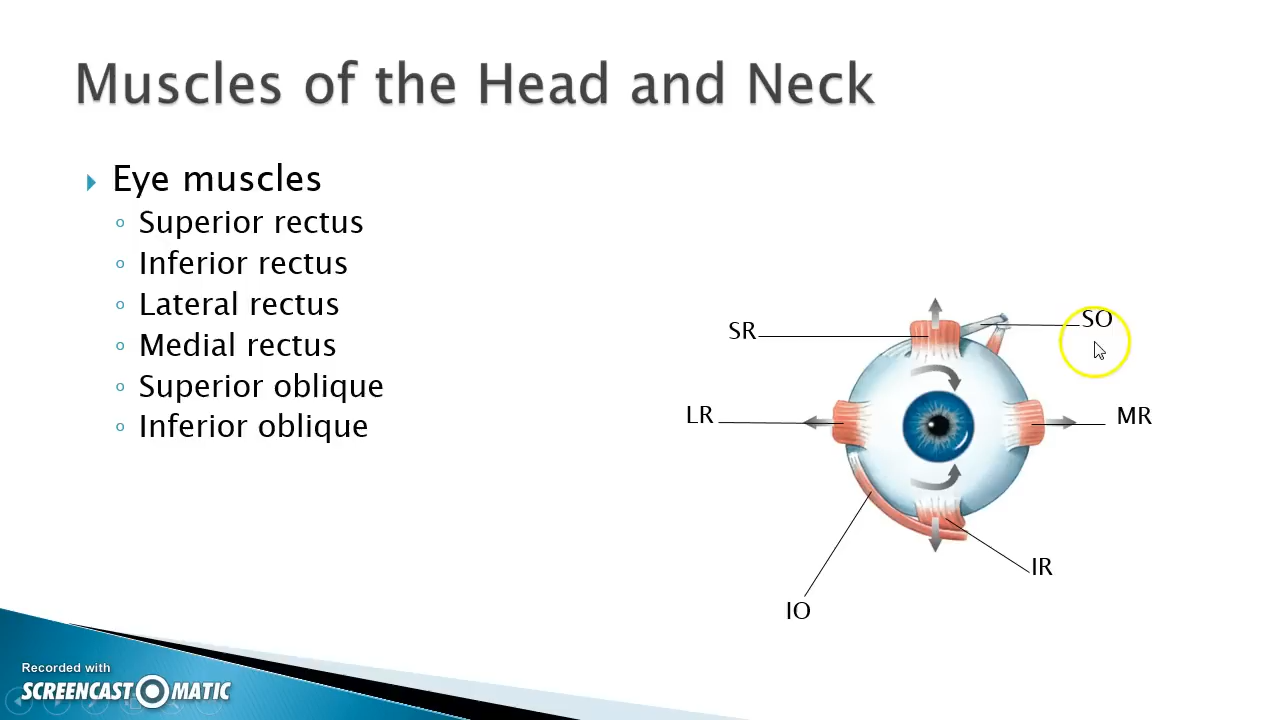 Muscles of the Head and Neck
Eye muscles
Superior rectus
Inferior rectus
Lateral rectus
Medial rectus
Superior oblique
Inferior oblique
SR
SO
LR
MR
IR
IO
Recorded with
SCREENCAST MATIC